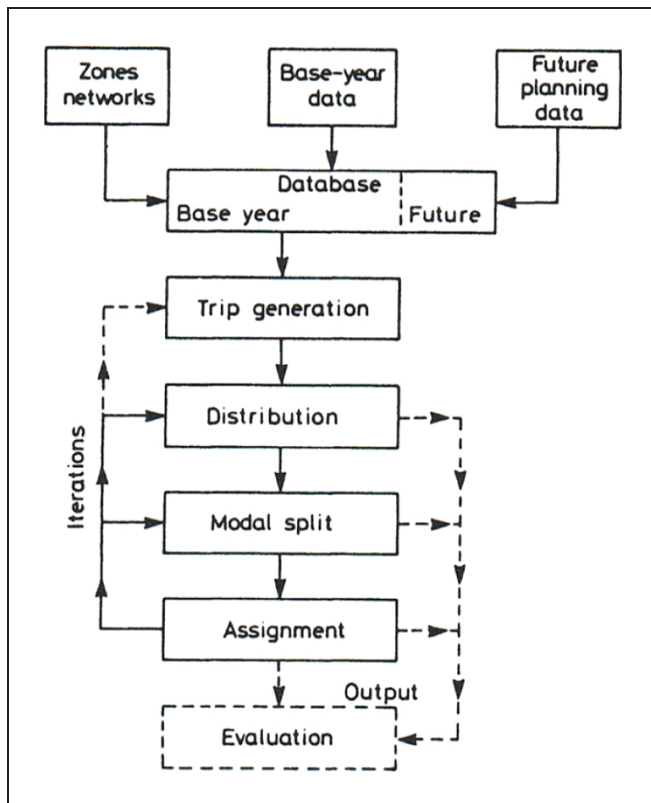 Zones
networks
Base-year
data
Future
planning
data
Database
Base year
Future
Trip generation
Distribution
Iterations
Modal split
Assignment
Output
Evaluation